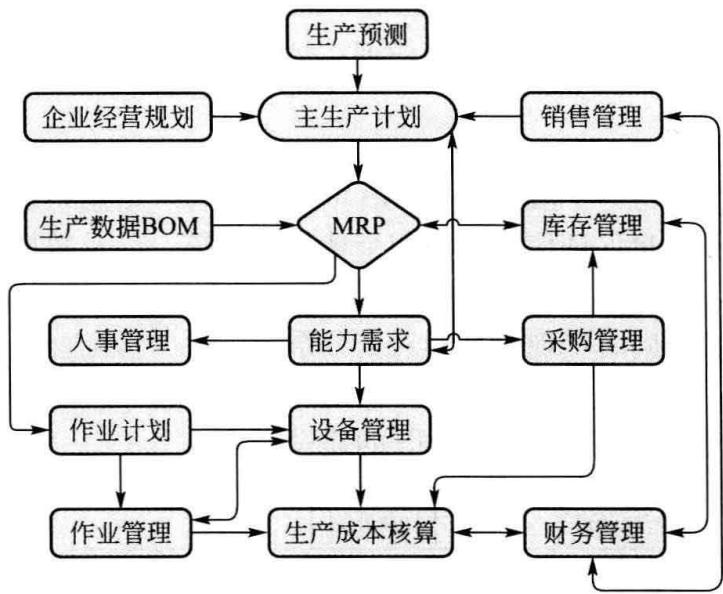 生产预测
企业经营规划
主生产计划
销售管理
生产数据BOM
MRP
库存管理
人事管理
能力需求
采购管理
作业计划
设备管理
作业管理
生产成本核算
财务管理